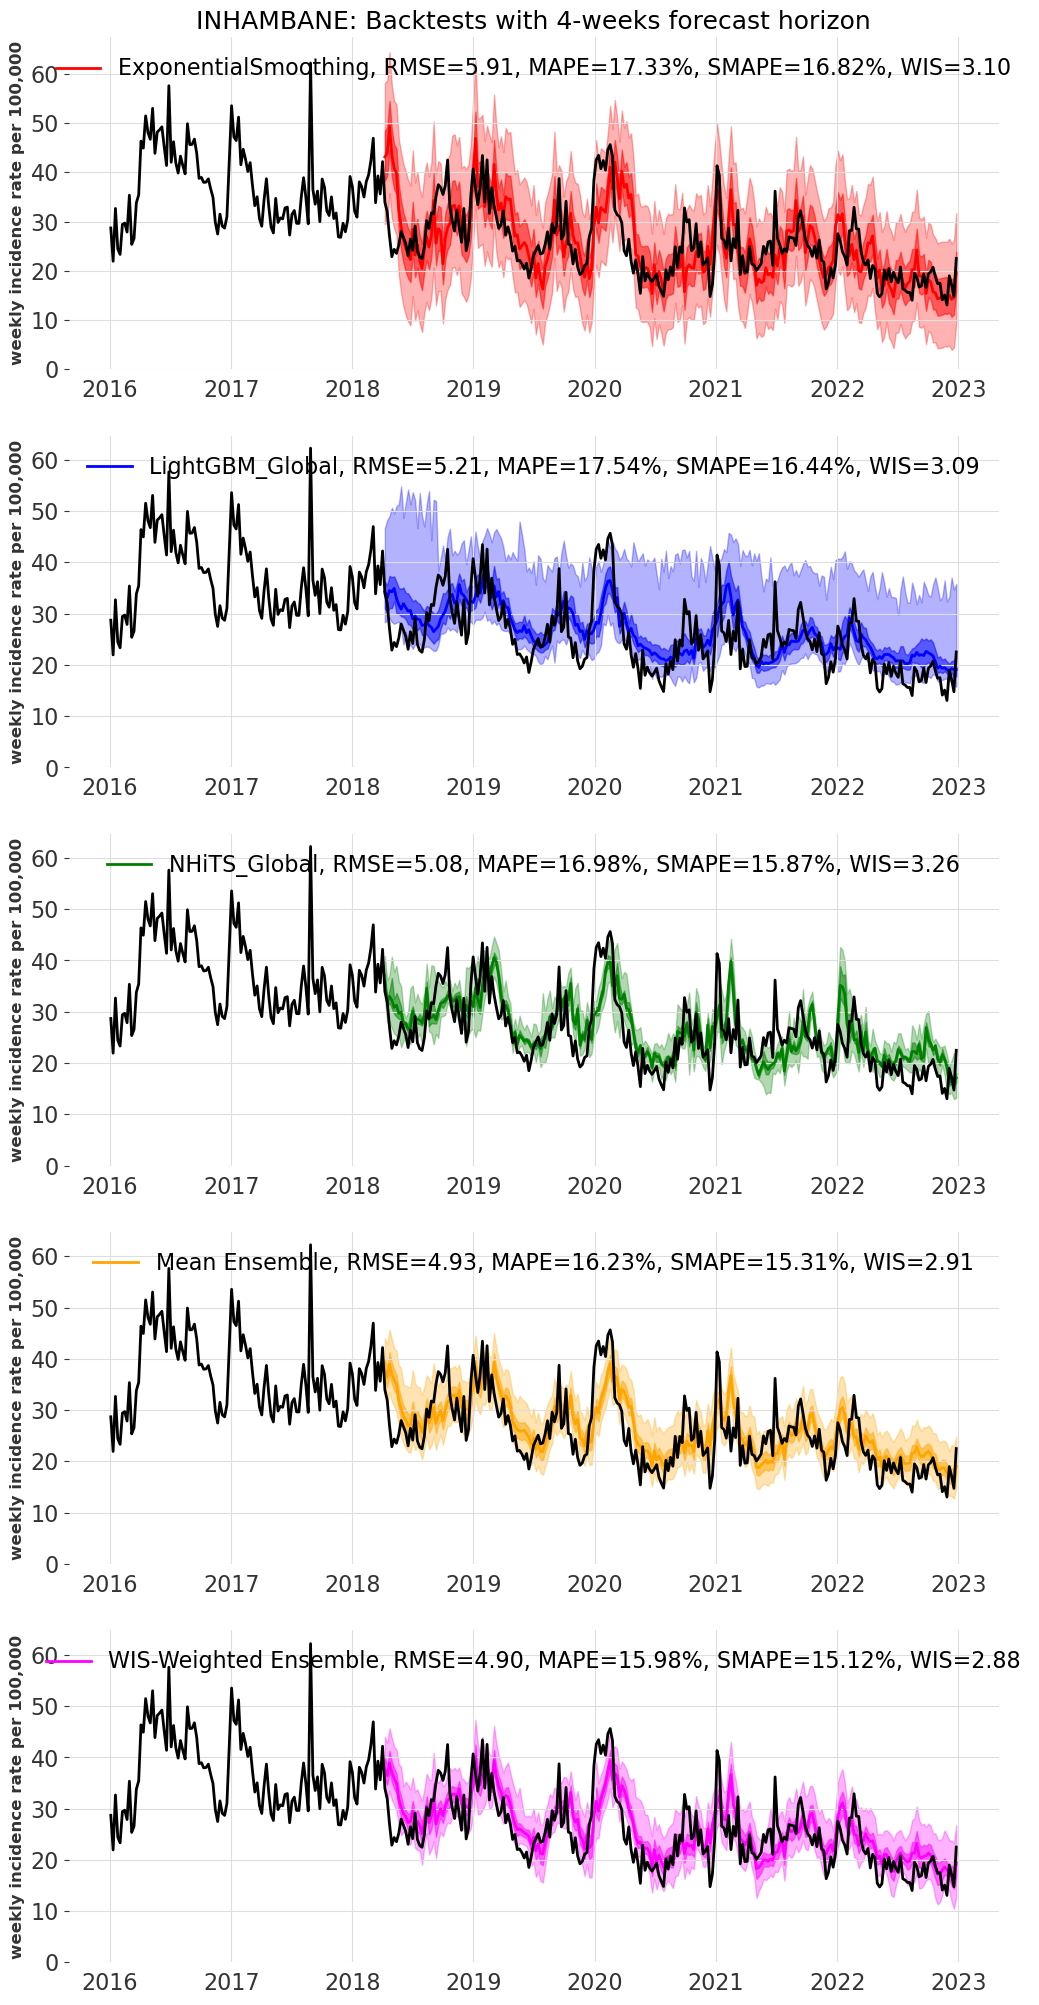 INHAMBANE: Backtests with 4-weeks forecast horizon
ExponentialSmoothing, RMSE=5.91, MAPE=17.33%, SMAPE=16.82%, WIS=3.10
weekly incidence rate per 100,000
60
50
40
30
20
10
0
2016 2017 2018 2019 2020 2021 2022 2023
LightGBM_Global, RMSE=5.21, MAPE=17.54%, SMAPE=16.44%, WIS=3.09
weekly incidence rate per 100,000
60
50
40
30
20
10
0
2016 2017 2018 2019 2020 2021 2022 2023
NHiTS_Global, RMSE=5.08, MAPE=16.98%, SMAPE=15.87%, WIS=3.26
weekly incidence rate per 100,000
60
50
40
30
20
10
0
2016 2017 2018 2019 2020 2021 2022 2023
Mean Ensemble, RMSE=4.93, MAPE=16.23%, SMAPE=15.31%, WIS=2.91
weekly incidence rate per 100,000
60
50
40
30
20
10
0
2016 2017 2018 2019 2020 2021 2022 2023
WIS-Weighted Ensemble, RMSE=4.90, MAPE=15.98%, SMAPE=15.12%, WIS=2.88
weekly incidence rate per 100,000
60
50
40
30
20
10
0
2016 2017 2018 2019 2020 2021 2022 2023